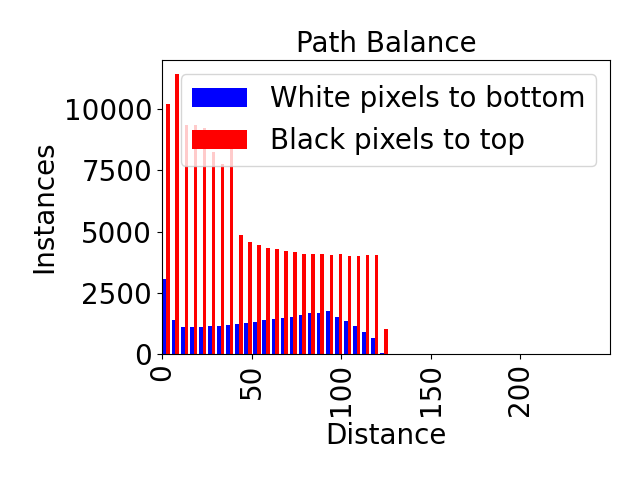 Path Balance
White pixels to bottom
Black pixels to top
Instances
10000
7500
5000
2500
0
0
50
100
150
200
Distance